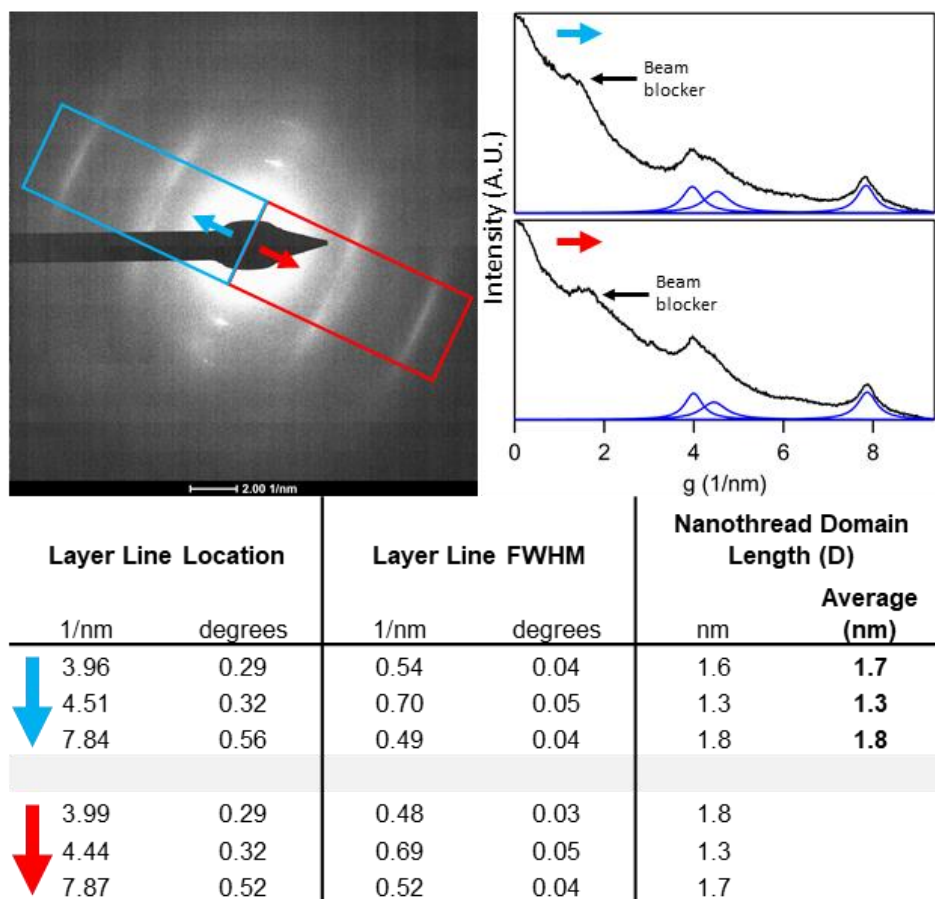 2.00 1/nm
Intensity (A.U.)
Beam
blocker
Beam
blocker
0 2 4 6 8
g (1/nm)
Layer Line Location Layer Line FWHM Nanothread Domain
Length (D)
1/nm degrees 1/nm degrees nm Average
(nm)
3.96 0.29 0.54 0.04 1.6 1.7
4.51 0.32 0.70 0.05 1.3 1.3
7.84 0.56 0.49 0.04 1.8 1.8
3.99 0.29 0.48 0.03 1.8
4.44 0.32 0.69 0.05 1.3
7.87 0.52 0.52 0.04 1.7